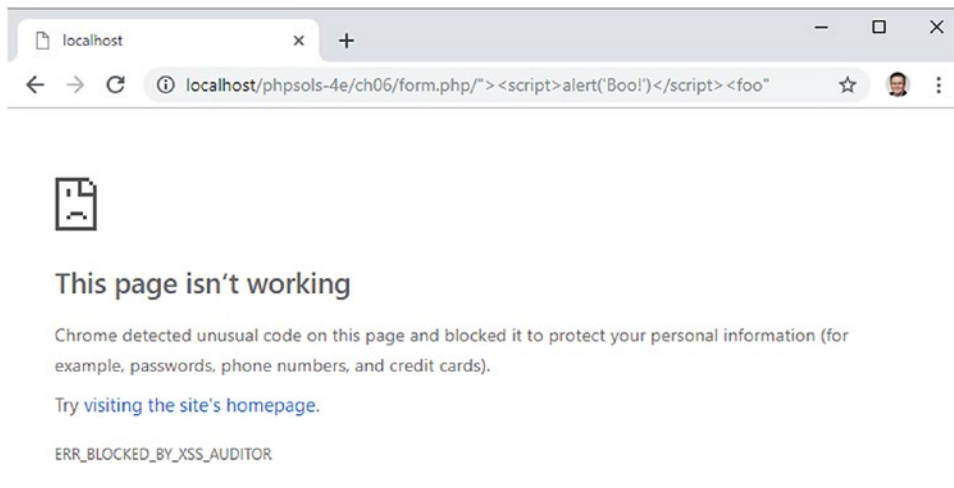 localhost
localhost/phpsols-4e/ch06/form.php/"><script>alert('Boo!')</script><foo"
This page isn't working
Chrome detected unusual code on this page and blocked it to protect your personal information (for
example, passwords, phone numbers, and credit cards).
Try visiting the site's homepage.
ERR_BLOCKED_BY_XSS_AUDITOR